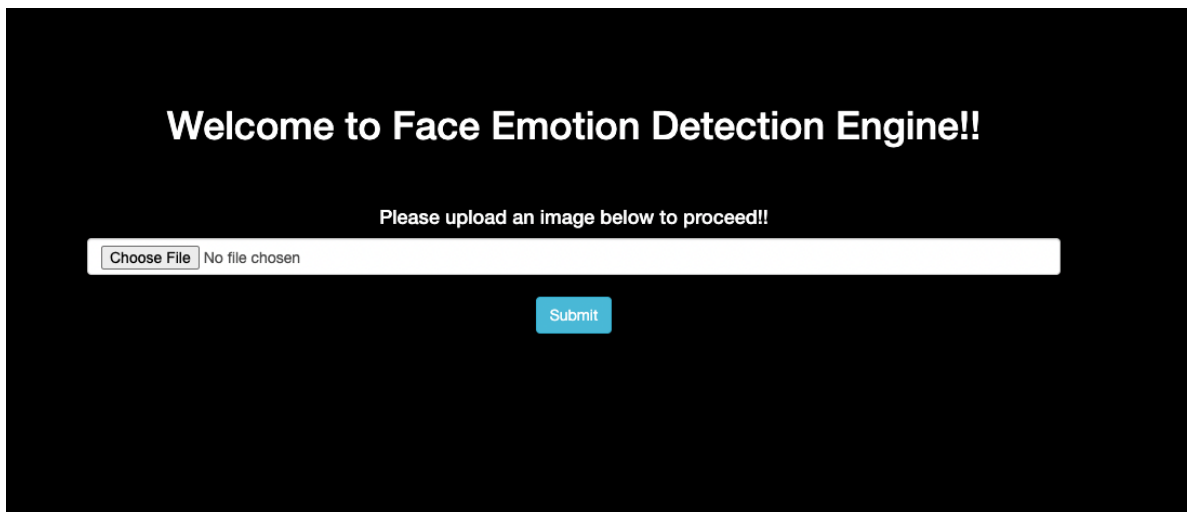 Welcome to Face Emotion Detection Engine!!
Please upload an image below to proceed!!
Choose File No file chosen
Submit